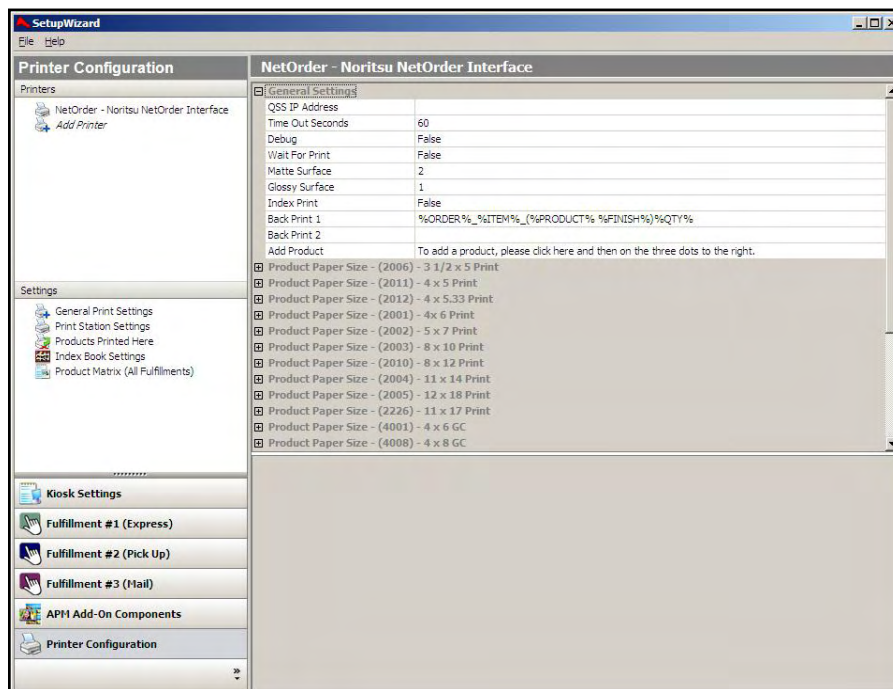 SetupWizard
File Help
Printer Configuration
Printers
NetOrder - Noritsu NetOrder Interface
Add Printer
Settings
General Print Settings
Print Station Settings
Products Printed Here
Index Book Settings
Product Matrix (All Fulfillments)
Kiosk Settings
Fulfillment #1 (Express)
Fulfillment #2 (Pick Up)
Fulfillment #3 (Mail)
APM Add-On Components
Printer Configuration
NetOrder - Noritsu NetOrder Interface
General Settings
QSS IP Address
Time Out Seconds 60
Debug False
Wait For Print False
Matte Surface 2
Glossy Surface 1
Index Print False
Back Print 1 %ORDER%_%ITEM%_(%PRODUCT% %FINISH%)%QTY%
Back Print 2
Add Product To add a product, please click here and then on the three dots to the right.
Product Paper Size - (2006) - 3 1/2 x 5 Print
Product Paper Size - (2011) - 4 x 5 Print
Product Paper Size - (2012) - 4 x 5.33 Print
Product Paper Size - (2001) - 4x 6 Print
Product Paper Size - (2002) - 5 x 7 Print
Product Paper Size - (2003) - 8 x 10 Print
Product Paper Size - (2010) - 8 x 12 Print
Product Paper Size - (2004) - 11 x 14 Print
Product Paper Size - (2005) - 12 x 18 Print
Product Paper Size - (2226) - 11 x 17 Print
Product Paper Size - (4001) - 4 x 6 GC
Product Paper Size - (4008) - 4 x 8 GC